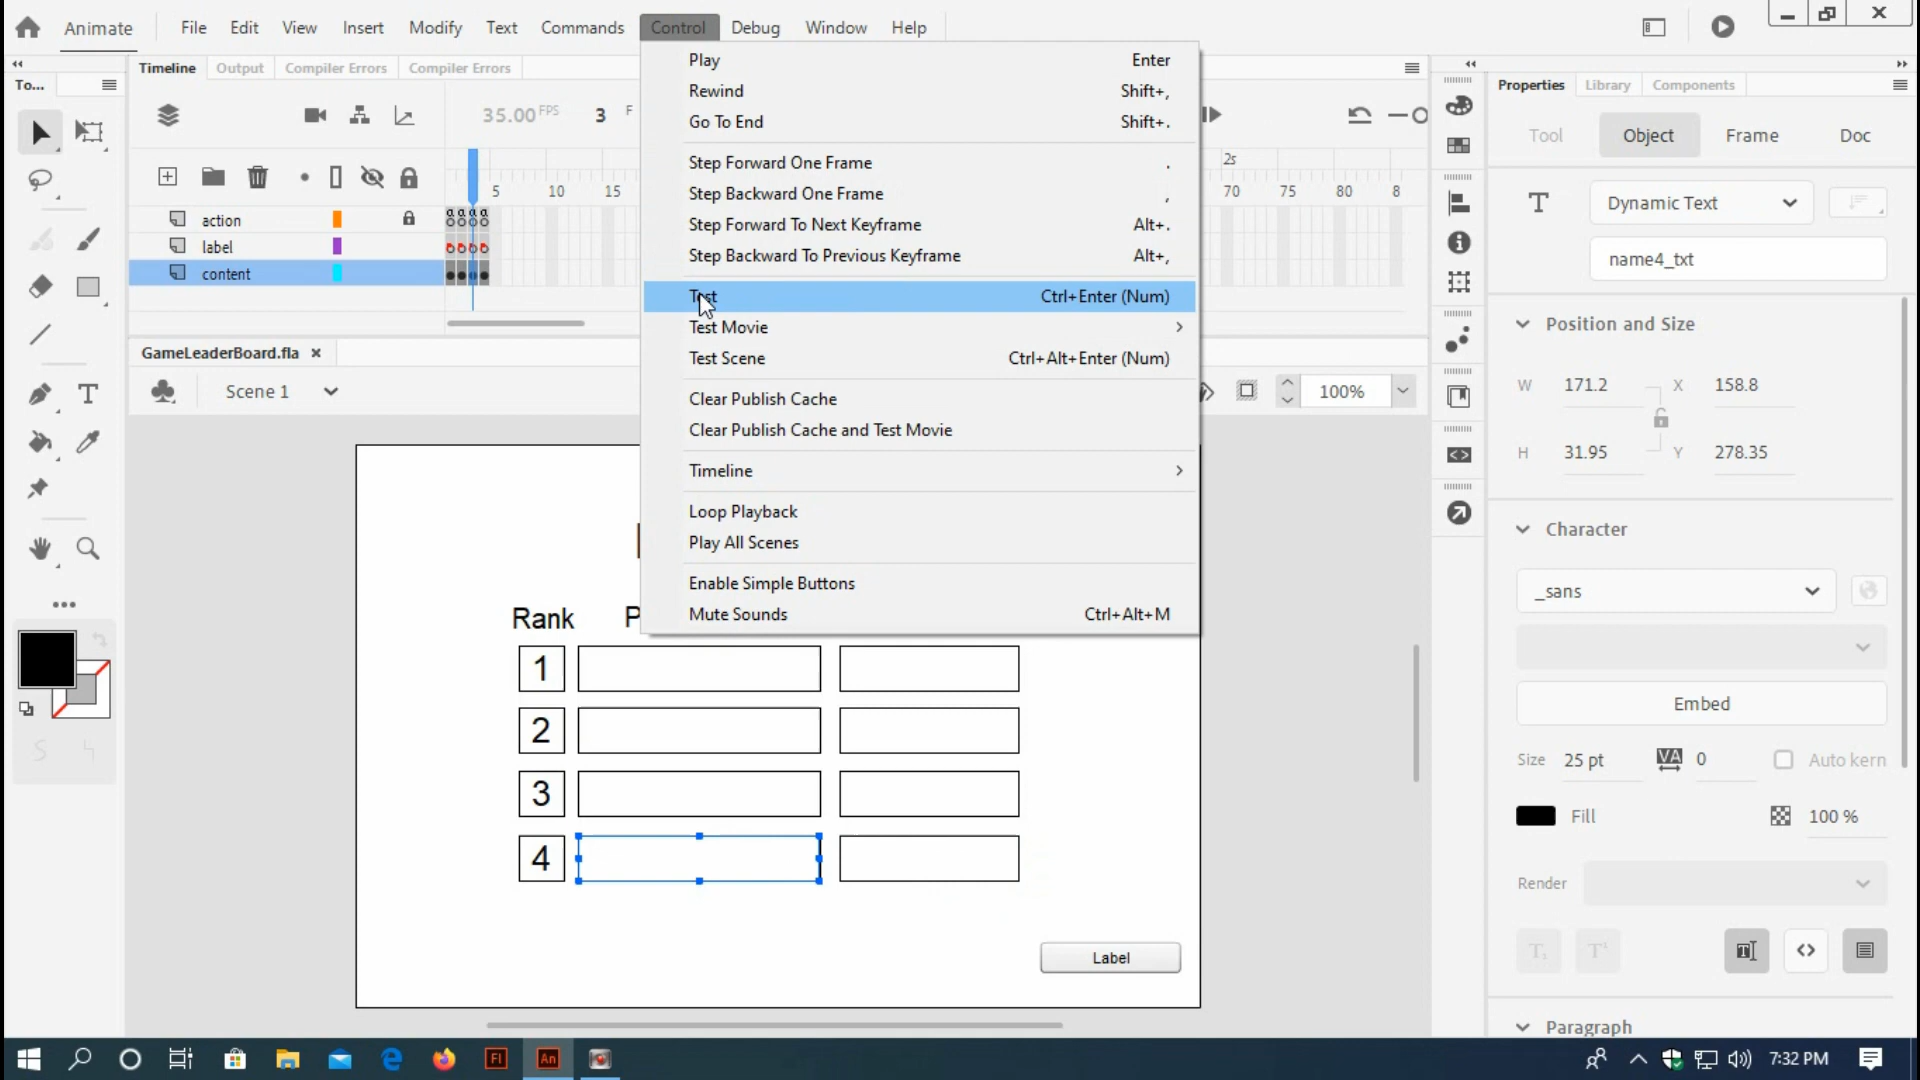 Animate File Edit View Insert Modify Text Commands Control Debug Window Help
To...
Timeline Output Compiler Errors Compiler Errors
35.00 FPS 3 F
5 10 15
2s
70 75 80 8
action
label
content
GameLeaderBoard.fla
Scene 1
100%
Play Enter
Rewind Shift+,
Go To End Shift+.
Step Forward One Frame .
Step Backward One Frame ,
Step Forward To Next Keyframe Alt+.
Step Backward To Previous Keyframe Alt+,
Test Ctrl+Enter (Num)
Test Movie
Test Scene Ctrl+Alt+Enter (Num)
Clear Publish Cache
Clear Publish Cache and Test Movie
Timeline
Loop Playback
Play All Scenes
Enable Simple Buttons
Mute Sounds Ctrl+Alt+M
Rank P
1
2
3
4
Label
Properties Library Components
Tool Object Frame Doc
Dynamic Text
name4_txt
Position and Size
W 171.2 X 158.8
H 31.95 Y 278.35
Character
_sans
Embed
Size 25 pt VA 0 Auto kern
Fill 100 %
Render
Paragraph
Fl An
7:32 PM